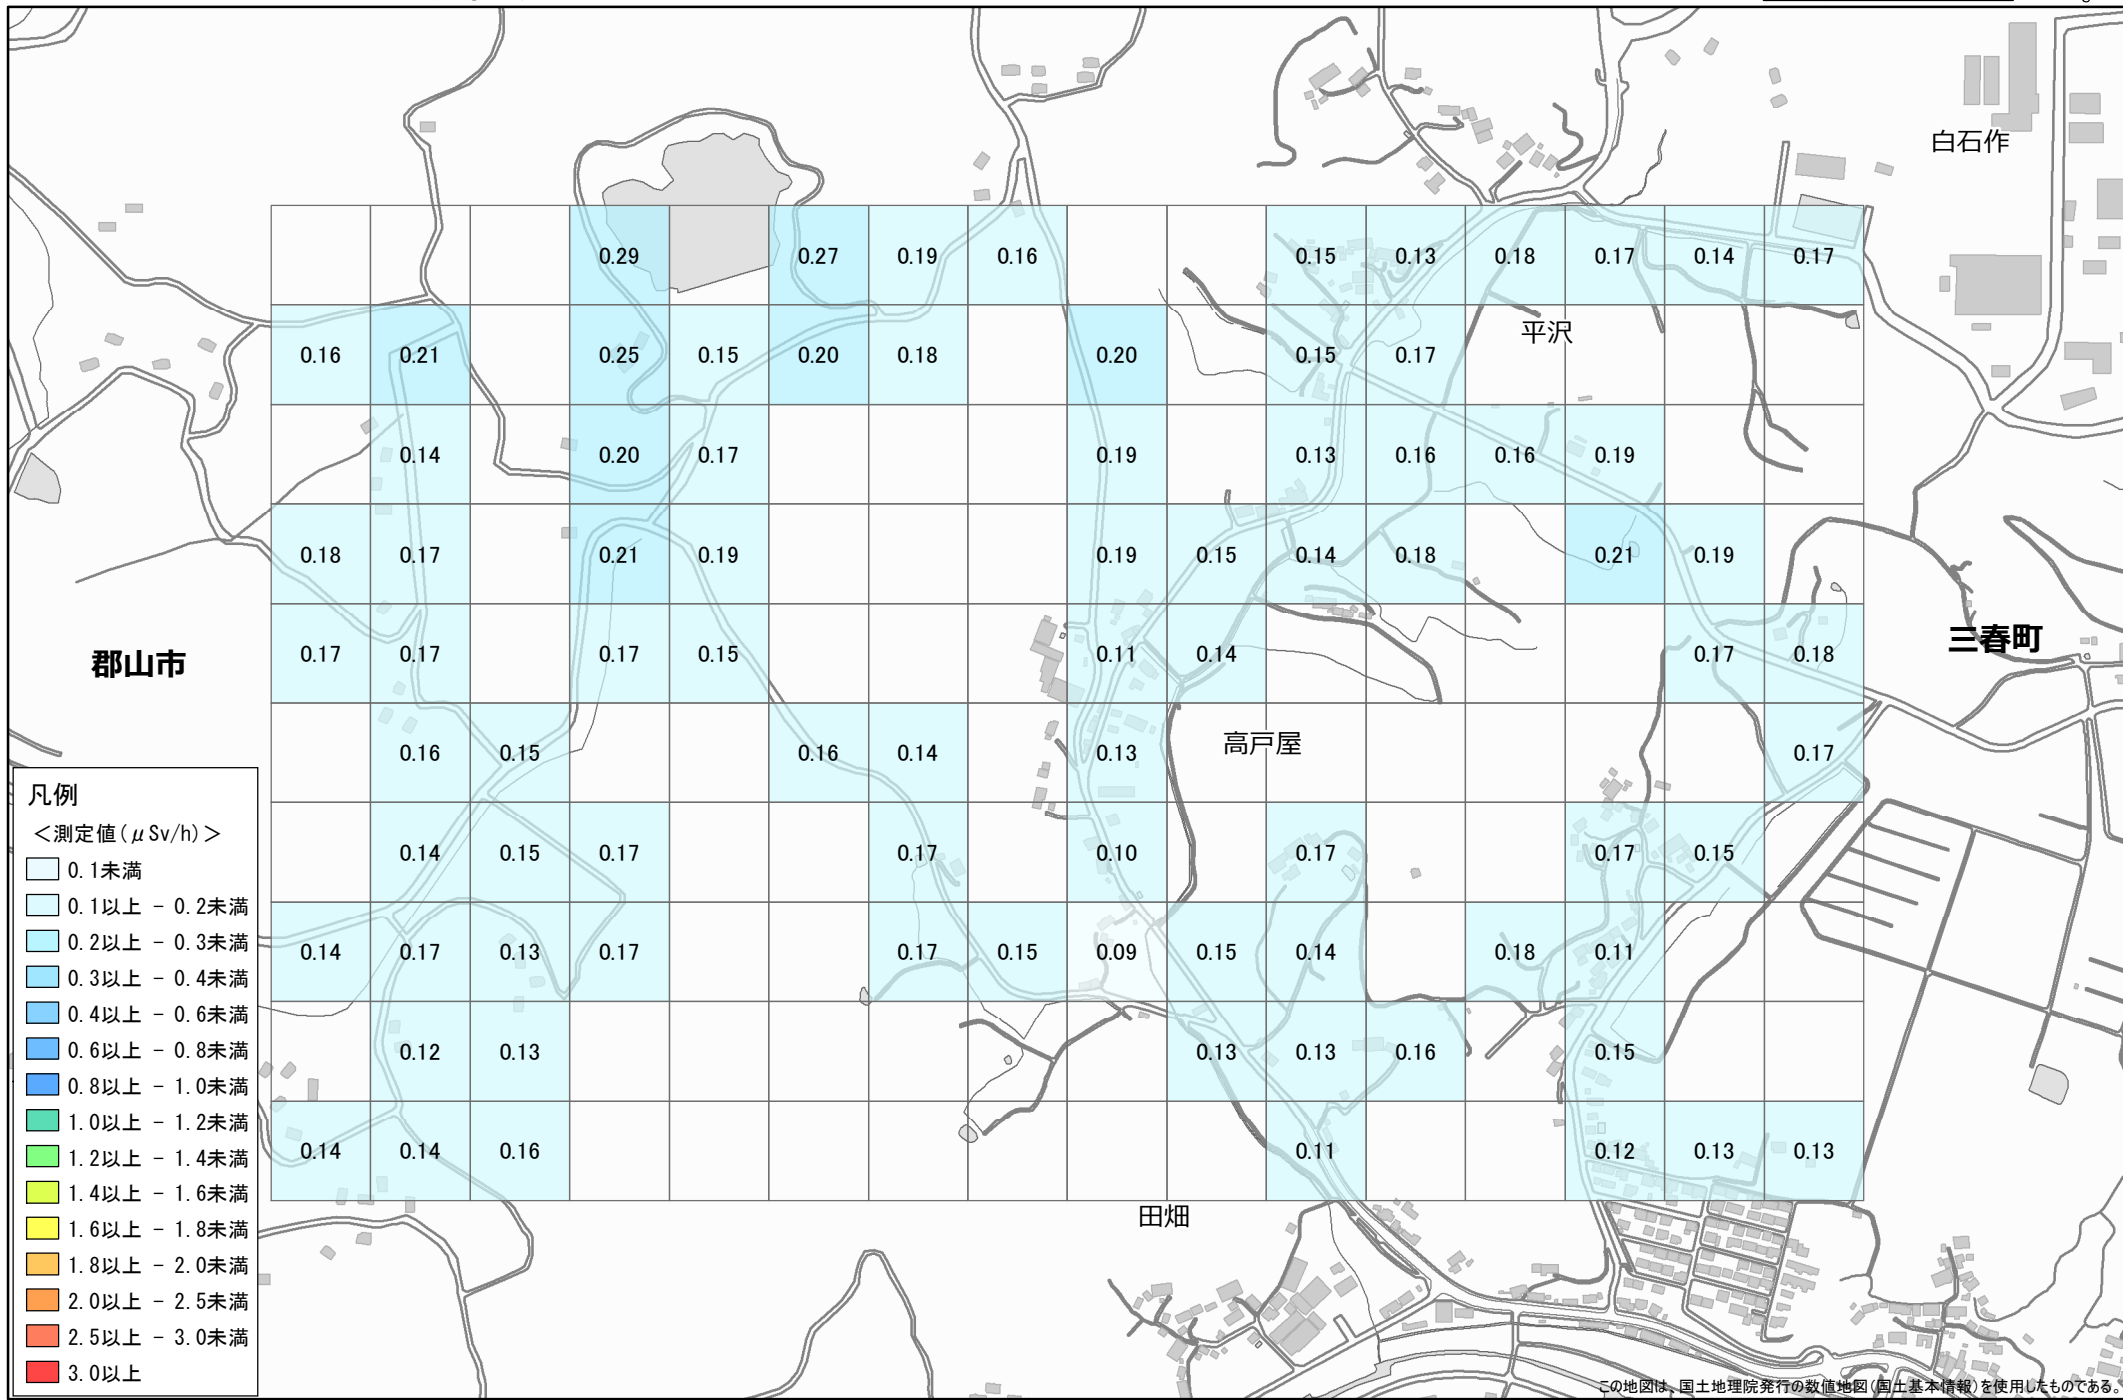 白石作
0.29 0.27 0.19 0.16 0.15 0.13 0.18 0.17 0.14 0.17
平沢
0.16 0.21 0.25 0.15 0.20 0.18 0.20 0.15 0.17
0.14 0.20 0.17 0.19 0.13 0.16 0.16 0.19
0.18 0.17 0.21 0.19 0.19 0.15 0.14 0.18 0.21 0.19
郡山市
三春町
0.17 0.17 0.17 0.15 0.11 0.14 0.17 0.18
高戸屋
0.16 0.15 0.16 0.14 0.13 0.17
0.14 0.15 0.17 0.17 0.10 0.17 0.17 0.15
0.14 0.17 0.13 0.17 0.17 0.15 0.09 0.15 0.14 0.18 0.11
0.12 0.13 0.13 0.13 0.16 0.15
0.14 0.14 0.16 0.11 0.12 0.13 0.13
田畑
凡例
<測定値(μSv/h)>
0.1未満
0.1以上 - 0.2未満
0.2以上 - 0.3未満
0.3以上 - 0.4未満
0.4以上 - 0.6未満
0.6以上 - 0.8未満
0.8以上 - 1.0未満
1.0以上 - 1.2未満
1.2以上 - 1.4未満
1.4以上 - 1.6未満
1.6以上 - 1.8未満
1.8以上 - 2.0未満
2.0以上 - 2.5未満
2.5以上 - 3.0未満
3.0以上
この地図は、国土地理院発行の数値地図(国土基本情報)を使用したものである